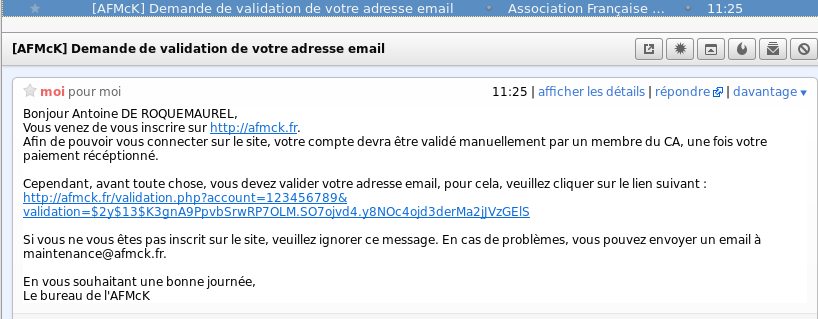 [AFMcK] Demande de validation de votre adresse email Association Française ... 11:25
[AFMcK] Demande de validation de votre adresse email
moi pour moi 11:25 | afficher les détails | répondre | davantage ▾
Bonjour Antoine DE ROQUEMAUREL,
Vous venez de vous inscrire sur http://afmck.fr.
Afin de pouvoir vous connecter sur le site, votre compte devra être validé manuellement par un membre du CA, une fois votre
paiement récéptionné.
Cependant, avant toute chose, vous devez valider votre adresse email, pour cela, veuillez cliquer sur le lien suivant :
http://afmck.fr/validation.php?account=123456789&
validation=$2y$13$K3gnA9PpvbSrwRP7OLM.SO7ojvd4.y8NOc4ojd3derMa2jJVzGElS
Si vous ne vous êtes pas inscrit sur le site, veuillez ignorer ce message. En cas de problèmes, vous pouvez envoyer un email à
maintenance@afmck.fr.
En vous souhaitant une bonne journée,
Le bureau de l'AFMcK